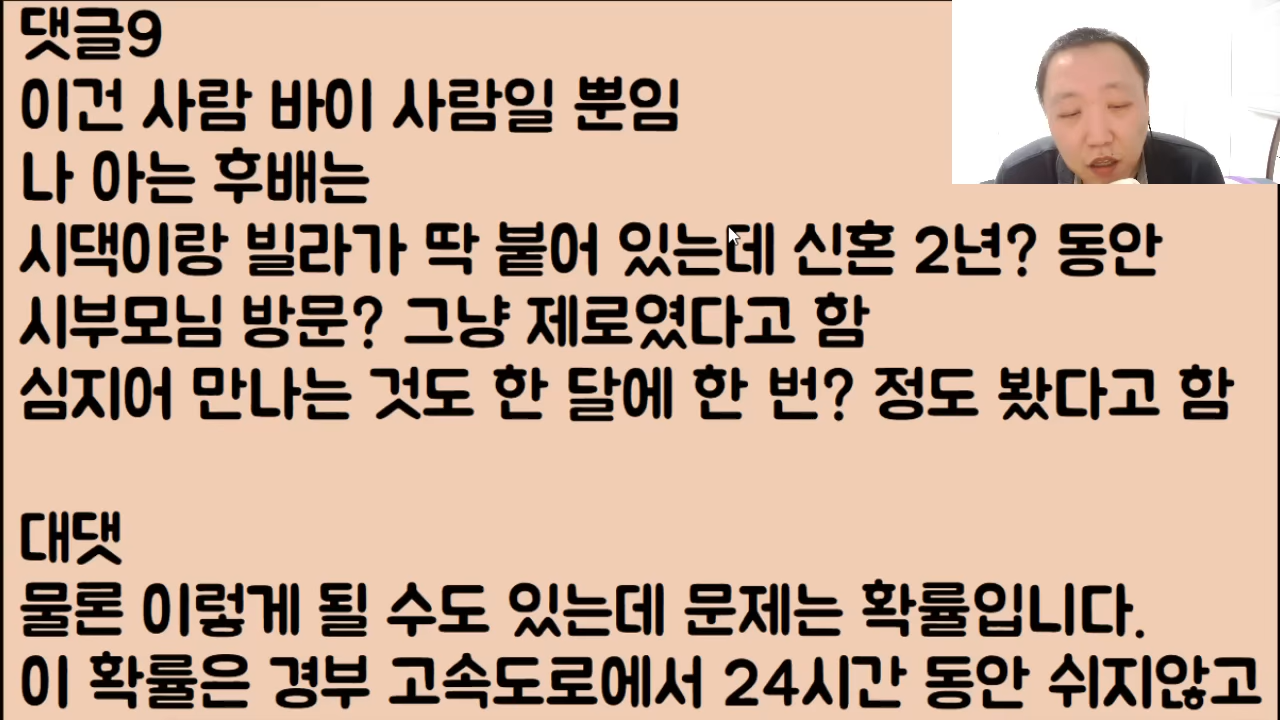 댓글9
이건 사람 바이 사람일 뿐임
나 아는 후배는
시댁이랑 빌라가 딱 붙어 있는데 신혼 2년? 동안
시부모님 방문? 그냥 제로였다고 함
심지어 만나는 것도 한 달에 한 번? 정도 봤다고 함
대댓
물론 이렇게 될 수도 있는데 문제는 확률입니다.
이 확률은 경부 고속도로에서 24시간 동안 쉬지않고